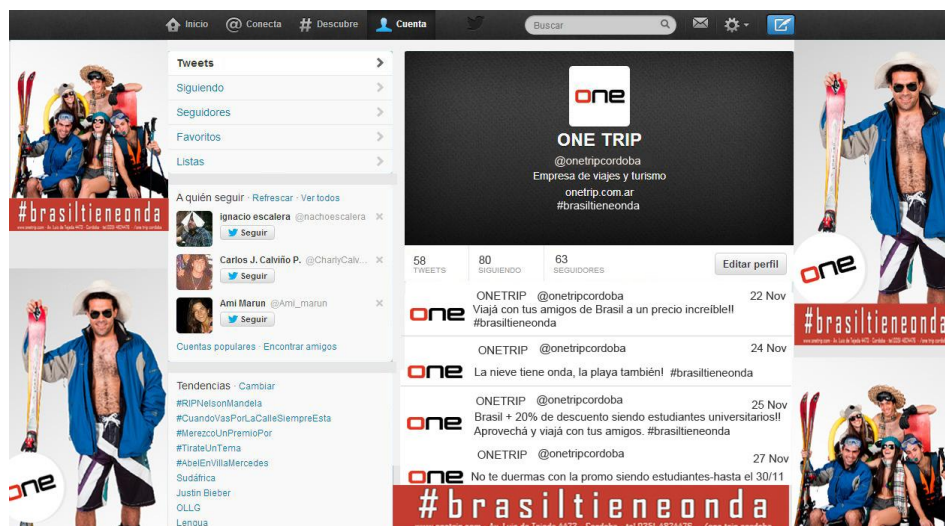 Inicio
Conecta
# Descubre
Cuenta
Buscar
Tweets
Siguiendo
Seguidores
Favoritos
Listas
A quién seguir · Refrescar · Ver todos
ignacio escalera @nachoescalera
Seguir
Carlos J. Calviño P. @CharlyCalv...
Seguir
Ami Marun @Ami_marun
Seguir
Cuentas populares · Encontrar amigos
Tendencias · Cambiar
#RIPNelsonMandela
#CuandoVasPorLaCalleSiempreEsta
#MerezcoUnPremioPor
#TirateUnTema
#AbelEnVillaMercedes
Sudáfrica
Justin Bieber
OLLG
Lengua
one
ONE TRIP
@onetripcordoba
Empresa de viajes y turismo
onetrip.com.ar
#brasiltieneonda
58 TWEETS
80 SIGUIENDO
63 SEGUIDORES
Editar perfil
one
ONETRIP @onetripcordoba 22 Nov
Viajá con tus amigos de Brasil a un precio increíble!!
#brasiltieneonda
one
ONETRIP @onetripcordoba 24 Nov
La nieve tiene onda, la playa también! #brasiltieneonda
one
ONETRIP @onetripcordoba 25 Nov
Brasil + 20% de descuento siendo estudiantes universitarios!!
Aprovechá y viajá con tus amigos. #brasiltieneonda
one
ONETRIP @onetripcordoba 27 Nov
No te duermas con la promo siendo estudiantes-hasta el 30/11
#brasiltieneonda
#brasiltieneonda
one
one
#brasiltieneonda